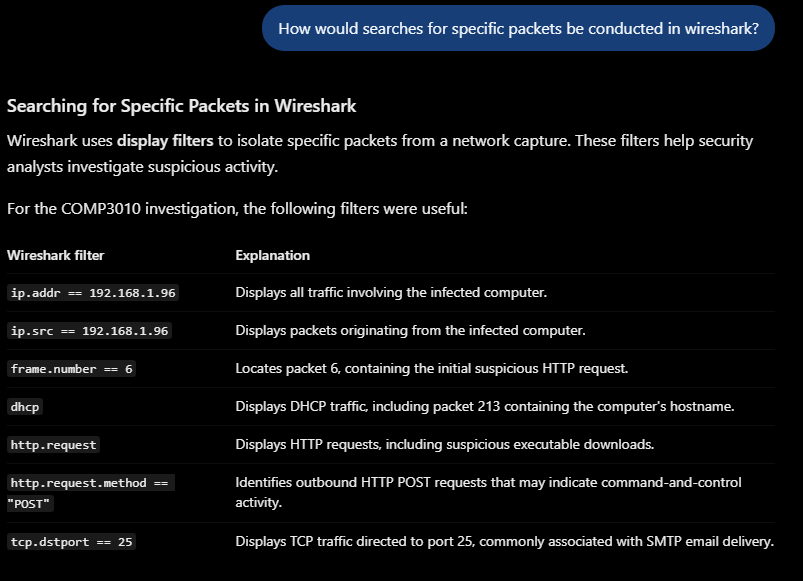 How would searches for specific packets be conducted in wireshark?
Searching for Specific Packets in Wireshark
Wireshark uses display filters to isolate specific packets from a network capture. These filters help security
analysts investigate suspicious activity.
For the COMP3010 investigation, the following filters were useful:
Wireshark filter Explanation
ip.addr == 192.168.1.96 Displays all traffic involving the infected computer.
ip.src == 192.168.1.96 Displays packets originating from the infected computer.
frame.number == 6 Locates packet 6, containing the initial suspicious HTTP request.
dhcp Displays DHCP traffic, including packet 213 containing the computer's hostname.
http.request Displays HTTP requests, including suspicious executable downloads.
http.request.method == Identifies outbound HTTP POST requests that may indicate command-and-control
"POST" activity.
tcp.dstport == 25 Displays TCP traffic directed to port 25, commonly associated with SMTP email delivery.